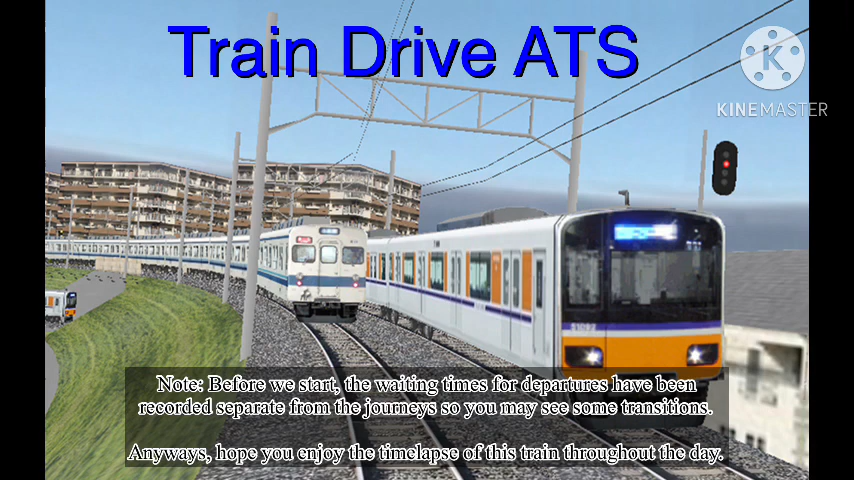 Train Drive ATS
K
KINEMASTER
Note: Before we start, the waiting times for departures have been
recorded separate from the journeys so you may see some transitions.
Anyways, hope you enjoy the timelapse of this train throughout the day.